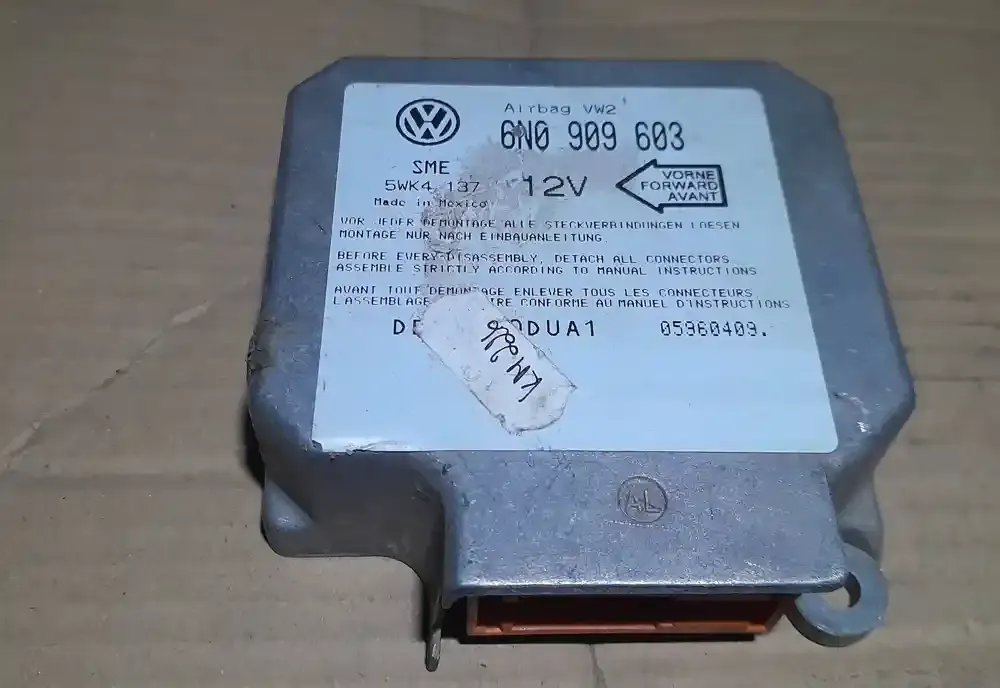 Airbag VW2
6N0 909 603
SME
5WK4 137
12V
VORNE
FORWARD
AVANT
Made in Mexico
VOR JEDER DEMONTAGE ALLE STECKVERBINDUNGEN LOESEN
MONTAGE NUR NACH EINBAUANLEITUNG.
BEFORE EVERY DISASSEMBLY, DETACH ALL CONNECTORS
ASSEMBLE STRICTLY ACCORDING TO MANUAL INSTRUCTIONS
AVANT TOUT DEMONTAGE ENLEVER TOUS LES CONNECTEURS
L'ASSEMBLAGE CONFORME AU MANUEL D'INSTRUCTIONS
05960409.